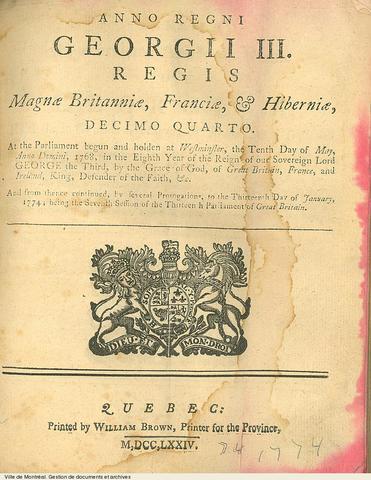 ANNO REGNI
GEORGII III.
REGIS
Magnæ Britanniæ, Franciæ, & Hiberniæ,
DECIMO QUARTO.
At the Parliament begun and holden at Westminster, the Tenth Day of May,
Anno Domini, 1768, in the Eighth Year of the Reign of our Sovereign Lord
GEORGE the Third, by the Grace of God, of Great Britain, France, and
Ireland, King, Defender of the Faith, &c.
And from thence continued, by several Prorogations, to the Thirteenth Day of January,
1774; being the Seventh Session of the Thirteen h Parliament of Great Britain.
DIEU ET MON DROI
QUEBEC:
Printed by WILLIAM BROWN, Printer for the Province,
M,DCC,LXXIV.
1774
Ville de Montréal. Gestion de documents et archives